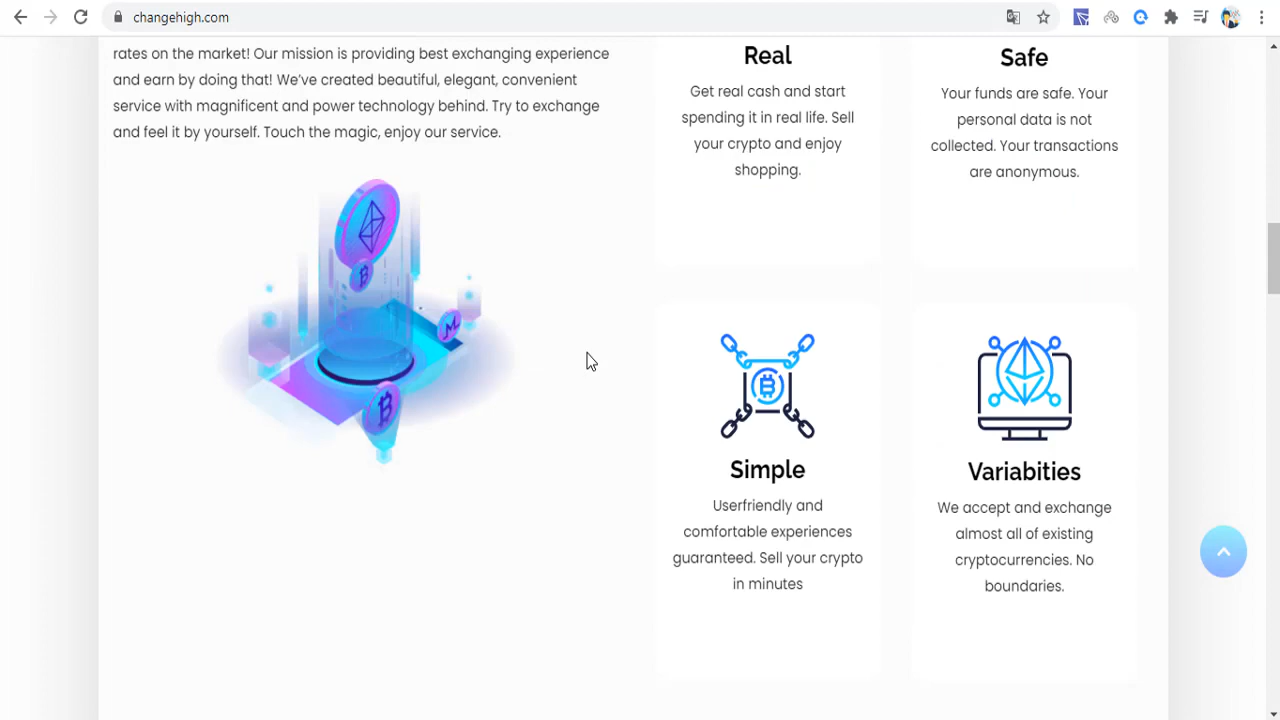 changehigh.com
rates on the market! Our mission is providing best exchanging experience
and earn by doing that! We've created beautiful, elegant, convenient
service with magnificent and power technology behind. Try to exchange
and feel it by yourself. Touch the magic, enjoy our service.
Real
Get real cash and start
spending it in real life. Sell
your crypto and enjoy
shopping.
Safe
Your funds are safe. Your
personal data is not
collected. Your transactions
are anonymous.
Simple
Userfriendly and
comfortable experiences
guaranteed. Sell your crypto
in minutes
Variabities
We accept and exchange
almost all of existing
cryptocurrencies. No
boundaries.